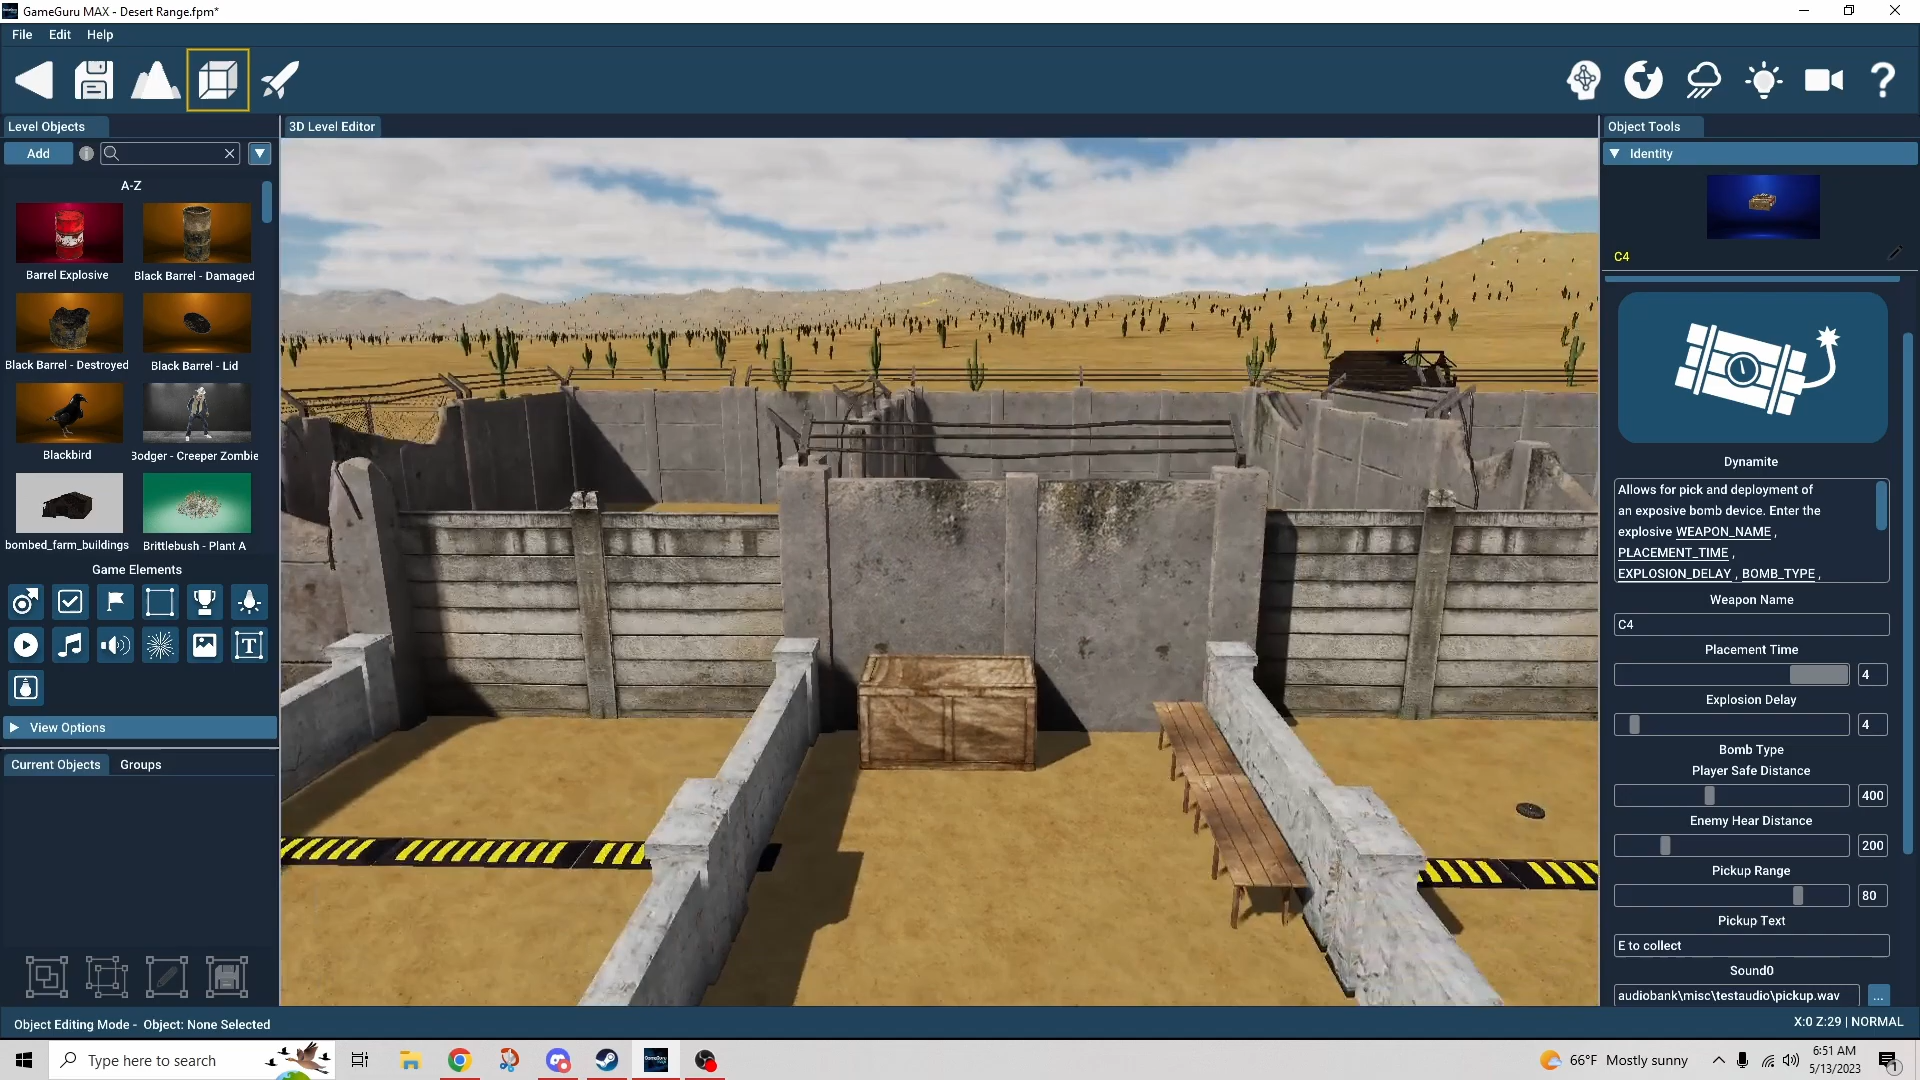 GameGuru MAX - Desert Range.fpm*
File Edit Help
Level Objects
3D Level Editor
Object Tools
Add
Identity
A-Z
Barrel Explosive
Black Barrel - Damaged
Black Barrel - Destroyed
Black Barrel - Lid
Blackbird
Bodger - Creeper Zombie
bombed_farm_buildings
Brittlebush - Plant A
Game Elements
View Options
Current Objects
Groups
C4
Dynamite
Allows for pick and deployment of
an exposive bomb device. Enter the
explosive WEAPON_NAME ,
PLACEMENT_TIME ,
EXPLOSION_DELAY , BOMB_TYPE ,
Weapon Name
C4
Placement Time
4
Explosion Delay
4
Bomb Type
Player Safe Distance
400
Enemy Hear Distance
200
Pickup Range
80
Pickup Text
E to collect
Sound0
audiobank\misc\testaudio\pickup.wav
...
Object Editing Mode - Object: None Selected
X:0 Z:29 | NORMAL
Type here to search
66°F Mostly sunny
6:51 AM
5/13/2023
1